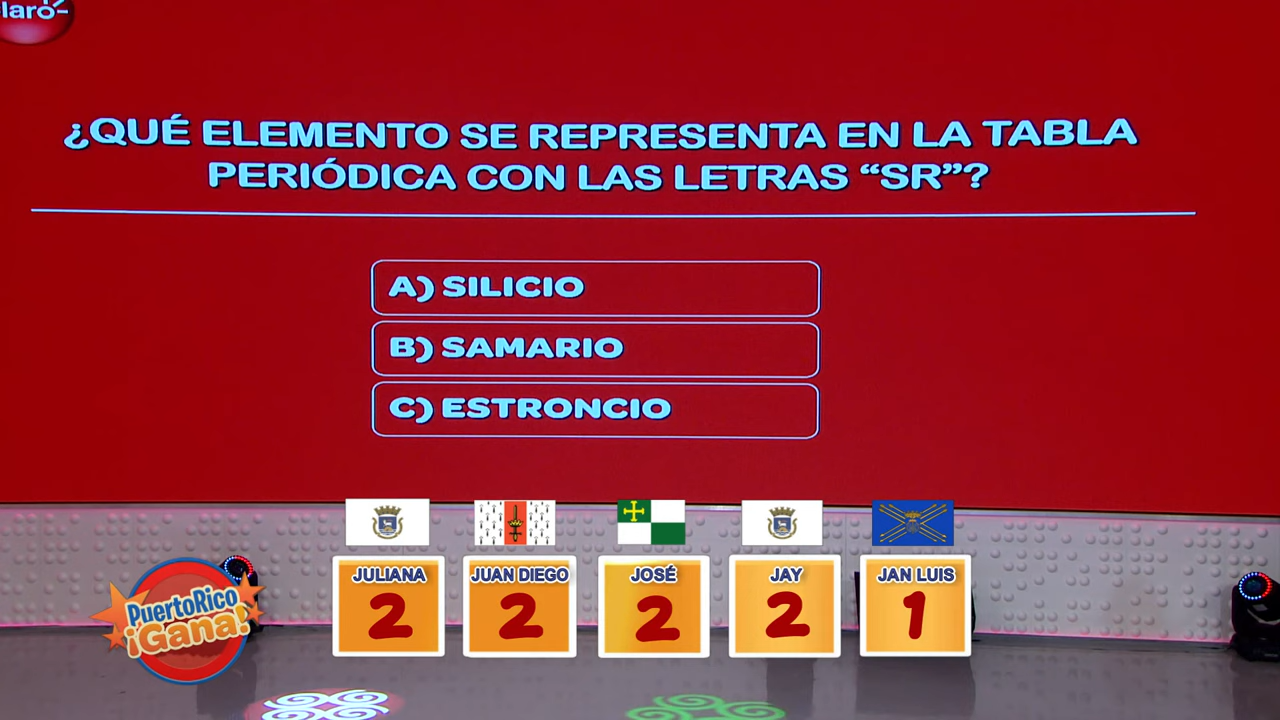 laro-
¿QUÉ ELEMENTO SE REPRESENTA EN LA TABLA
PERIÓDICA CON LAS LETRAS “SR”?
A) SILICIO
B) SAMARIO
C) ESTRONCIO
JULIANA
2
JUAN DIEGO
2
JOSÉ
2
JAY
2
JAN LUIS
1
PuertoRico
¡Gana!